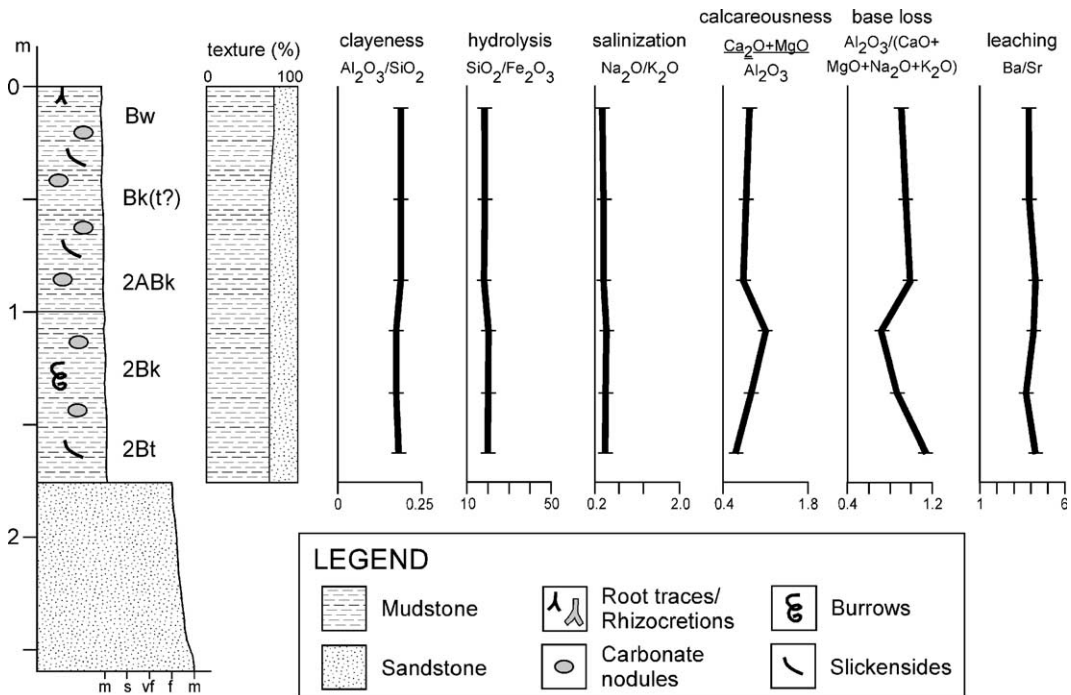 m
texture (%)
0 100
clayeness
Al2O3/SiO2
hydrolysis
SiO2/Fe2O3
salinization
Na2O/K2O
calcareousness
Ca2O+MgO
Al2O3
base loss
Al2O3/(CaO+
MgO+Na2O+K2O)
leaching
Ba/Sr
0
Bw
Bk(t?)
2ABk
1
2Bk
2Bt
2
0 0.25
10 50
0.2 2.0
0.4 1.8
0.4 1.2
1 6
m s vf f m
LEGEND
Mudstone
Root traces/
Rhizocretions
Burrows
Sandstone
Carbonate
nodules
Slickensides